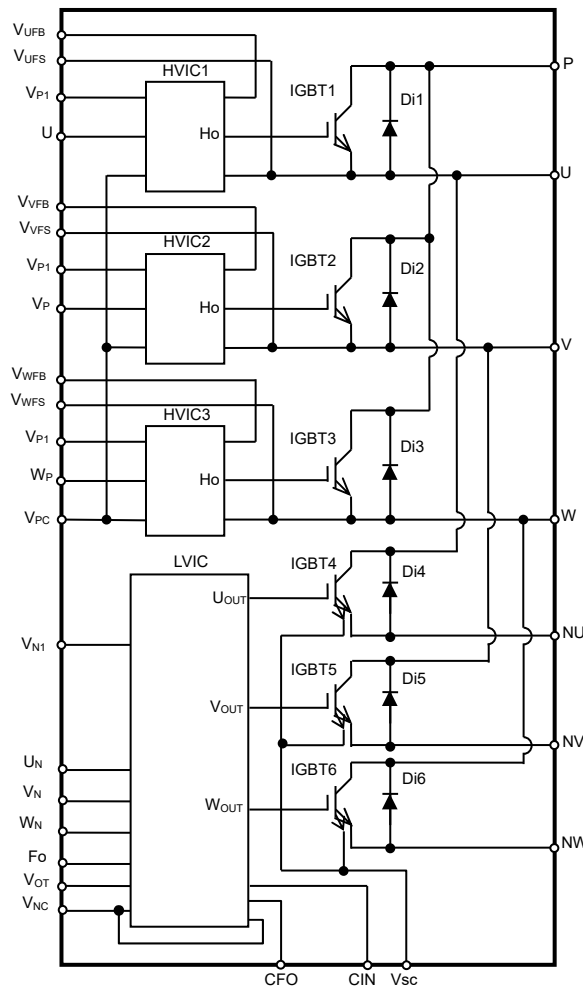 VUFB
VUFS
HVIC1
P
IGBT1
Di1
VP1
U
Ho
U
VVFB
VVFS
HVIC2
IGBT2
Di2
VP1
VP
Ho
V
VWFB
VWFS
HVIC3
IGBT3
Di3
VP1
WP
Ho
VPC
W
LVIC
IGBT4
Di4
UOUT
NU
VN1
IGBT5
Di5
VOUT
NV
UN
IGBT6
Di6
VN
WOUT
WN
NW
Fo
VOT
VNC
CFO
CIN
Vsc